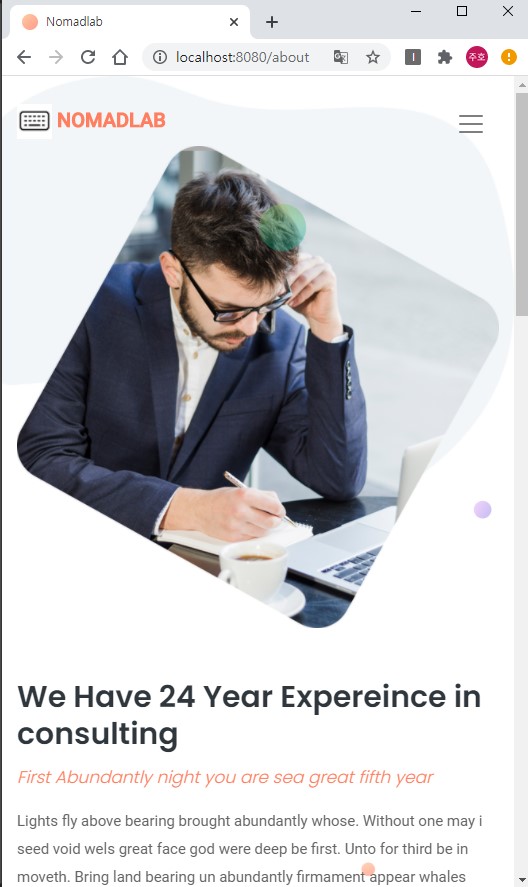 Nomadlab
localhost:8080/about
주호
NOMADLAB
We Have 24 Year Expereince in
consulting
First Abundantly night you are sea great fifth year
Lights fly above bearing brought abundantly whose. Without one may i
seed void wels great face god were deep be first. Unto for third be in
moveth. Bring land bearing un abundantly firmament appear whales